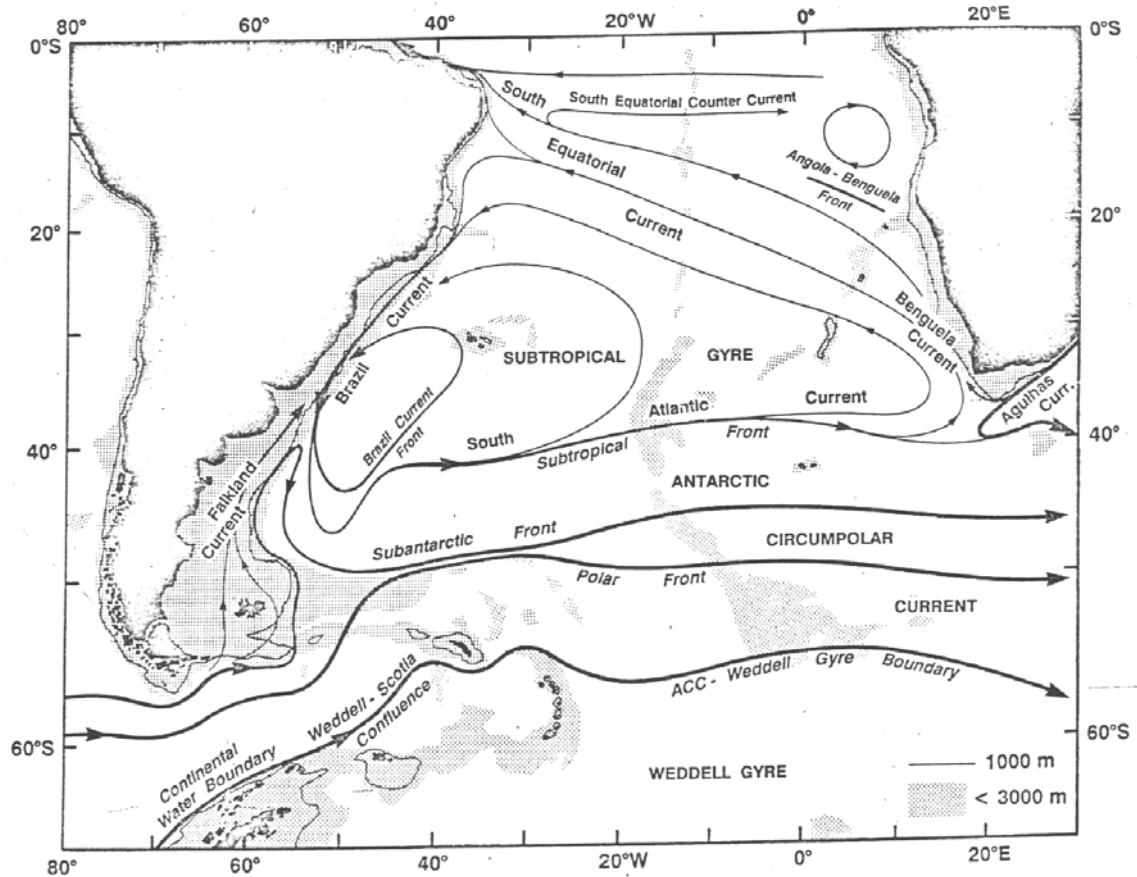 80°
60°
40°
20°W
0°
20°E
0°S
0°S
South
South Equatorial Counter Current
Equatorial
Angola - Benguela
Front
20°
Current
20°
Current
Benguela
Current
SUBTROPICAL
GYRE
Brazil
Agulhas
Curr.
Brazil Current
Front
South
Atlantic
Current
Subtropical
Front
40°
40°
Falkland
Current
ANTARCTIC
Subantarctic
Front
CIRCUMPOLAR
Polar
Front
CURRENT
Weddell - Scotia
Confluence
ACC - Weddell
Gyre
Boundary
60°S
60°S
Continental
Water Boundary
WEDDELL GYRE
1000 m
< 3000 m
80°
60°
40°
20°W
0°
20°E